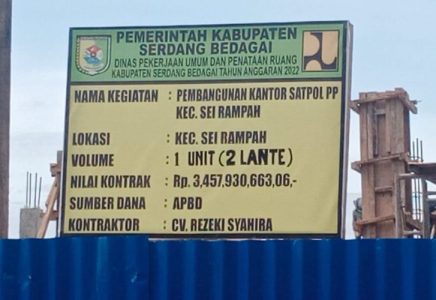 PEMERINTAH KABUPATEN
SERDANG BEDAGAI
DINAS PEKERJAAN UMUM DAN PENATAAN RUANG
KABUPATEN SERDANG BEDAGAI TAHUN ANGGARAN 2022
NAMA KEGIATAN : PEMBANGUNAN KANTOR SATPOL PP
KEC. SEI RAMPAH
LOKASI : KEC. SEI RAMPAH
VOLUME : 1 UNIT (2 LANTE)
NILAI KONTRAK : Rp. 3,457,930,663,06,-
SUMBER DANA : APBD
KONTRAKTOR : CV. REZEKI SYAHIRA